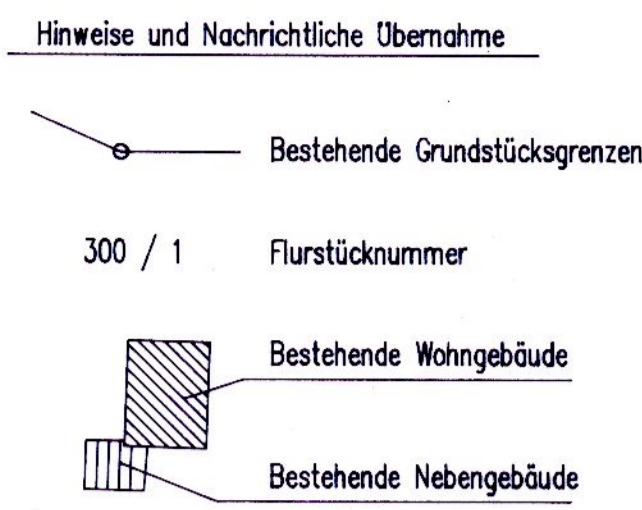 Hinweise und Nachrichtliche Übernahme
Bestehende Grundstücksgrenzen
300 / 1 Flurstücknummer
Bestehende Wohngebäude
Bestehende Nebengebäude